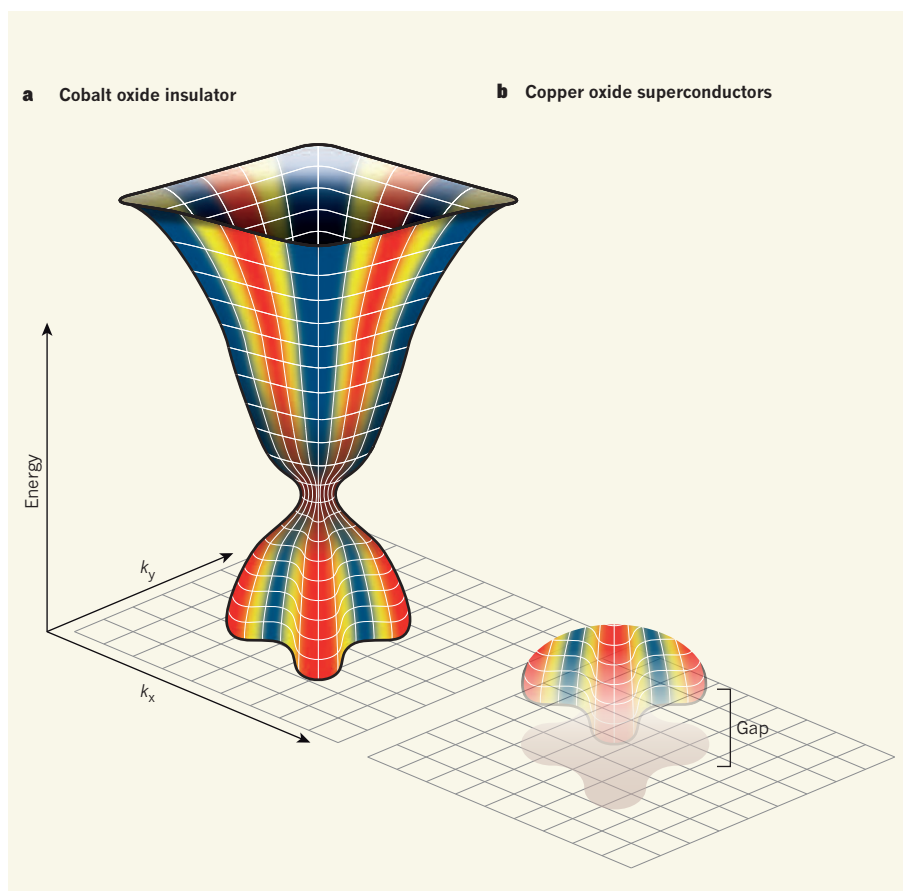 a Cobalt oxide insulator
b Copper oxide superconductors
Energy
ky
kx
Gap